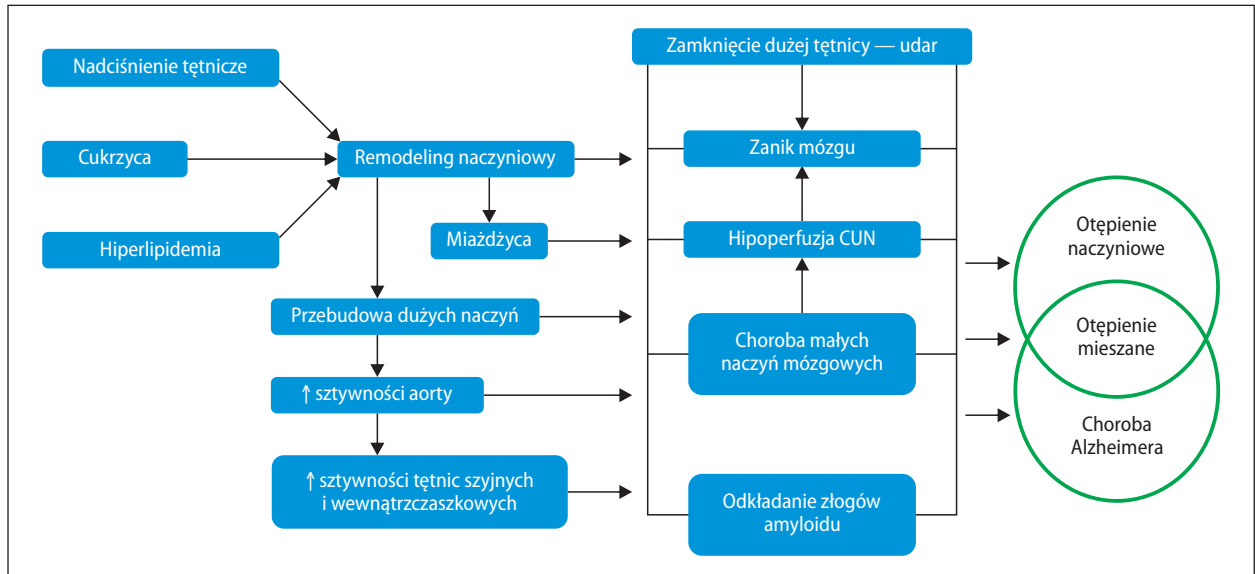 Nadciśnienie tętnicze
Cukrzyca
Hiperlipidemia
Remodeling naczyniowy
Miażdżyca
Przebudowa dużych naczyń
↑ sztywności aorty
↑ sztywności tętnic szyjnych
i wewnątrzczaszkowych
Zamknięcie dużej tętnicy — udar
Zanik mózgu
Hipoperfuzja CUN
Choroba małych
naczyń mózgowych
Odkładanie złogów
amyloidu
Otępienie
naczyniowe
Otępienie
mieszane
Choroba
Alzheimera